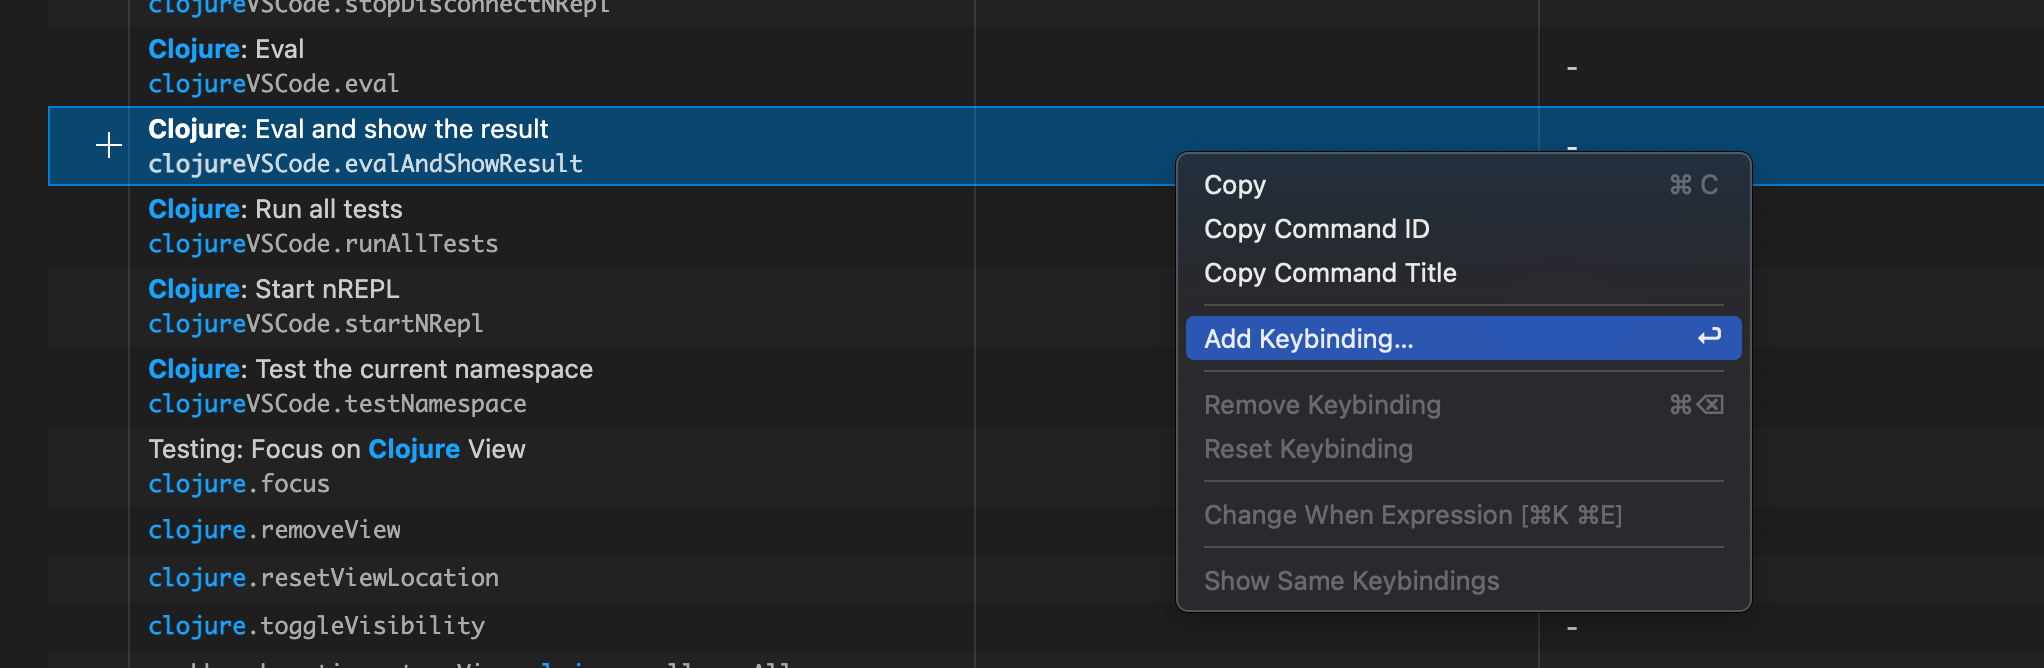 clojureVSCode.stopDisconnectNRepl
Clojure: Eval
clojureVSCode.eval
-
Clojure: Eval and show the result
clojureVSCode.evalAndShowResult
-
Clojure: Run all tests
clojureVSCode.runAllTests
Clojure: Start nREPL
clojureVSCode.startNRepl
Clojure: Test the current namespace
clojureVSCode.testNamespace
Testing: Focus on Clojure View
clojure.focus
clojure.removeView
clojure.resetViewLocation
clojure.toggleVisibility
-
Copy ⌘ C
Copy Command ID
Copy Command Title
Add Keybinding... ↩
Remove Keybinding ⌘⌫
Reset Keybinding
Change When Expression [⌘K ⌘E]
Show Same Keybindings